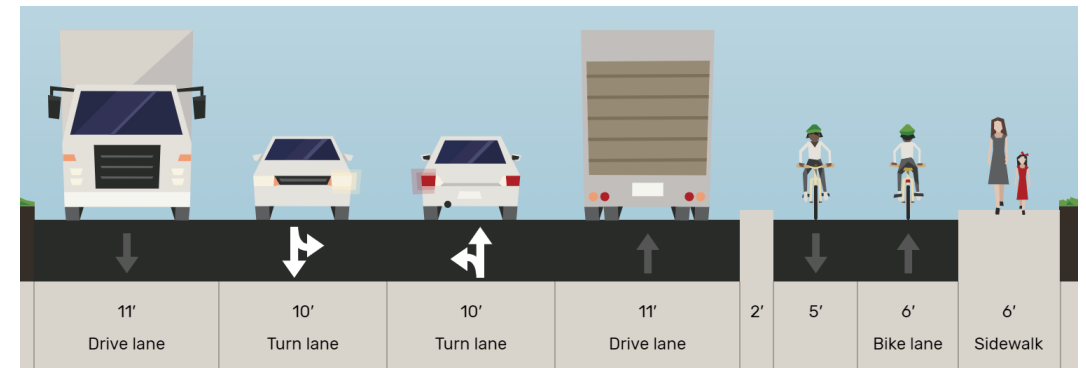 11′ 10′ 10′ 11′ 2′ 5′ 6′ 6′
Drive lane Turn lane Turn lane Drive lane Bike lane Sidewalk